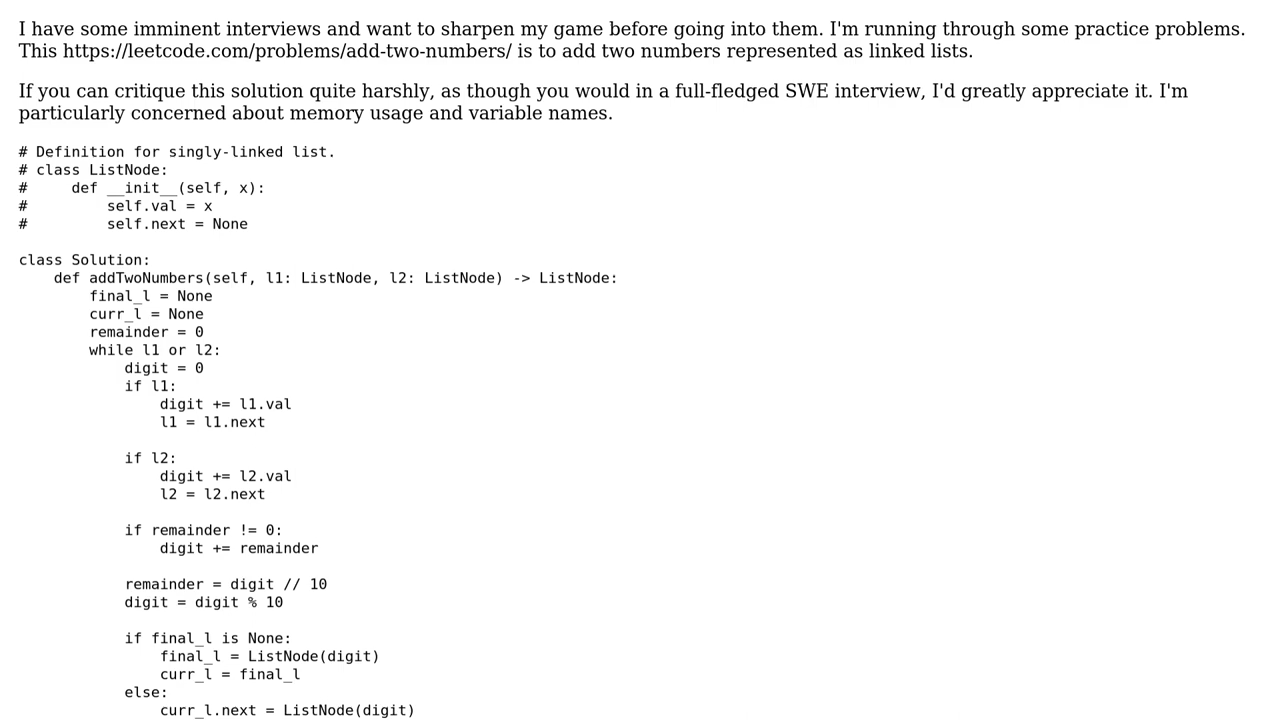 I have some imminent interviews and want to sharpen my game before going into them. I'm running through some practice problems.
This https://leetcode.com/problems/add-two-numbers/ is to add two numbers represented as linked lists.
If you can critique this solution quite harshly, as though you would in a full-fledged SWE interview, I'd greatly appreciate it. I'm
particularly concerned about memory usage and variable names.
# Definition for singly-linked list.
# class ListNode:
#     def __init__(self, x):
#         self.val = x
#         self.next = None
class Solution:
    def addTwoNumbers(self, l1: ListNode, l2: ListNode) -> ListNode:
        final_l = None
        curr_l = None
        remainder = 0
        while l1 or l2:
            digit = 0
            if l1:
                digit += l1.val
                l1 = l1.next
            if l2:
                digit += l2.val
                l2 = l2.next
            if remainder != 0:
                digit += remainder
            remainder = digit // 10
            digit = digit % 10
            if final_l is None:
                final_l = ListNode(digit)
                curr_l = final_l
            else:
                curr_l.next = ListNode(digit)